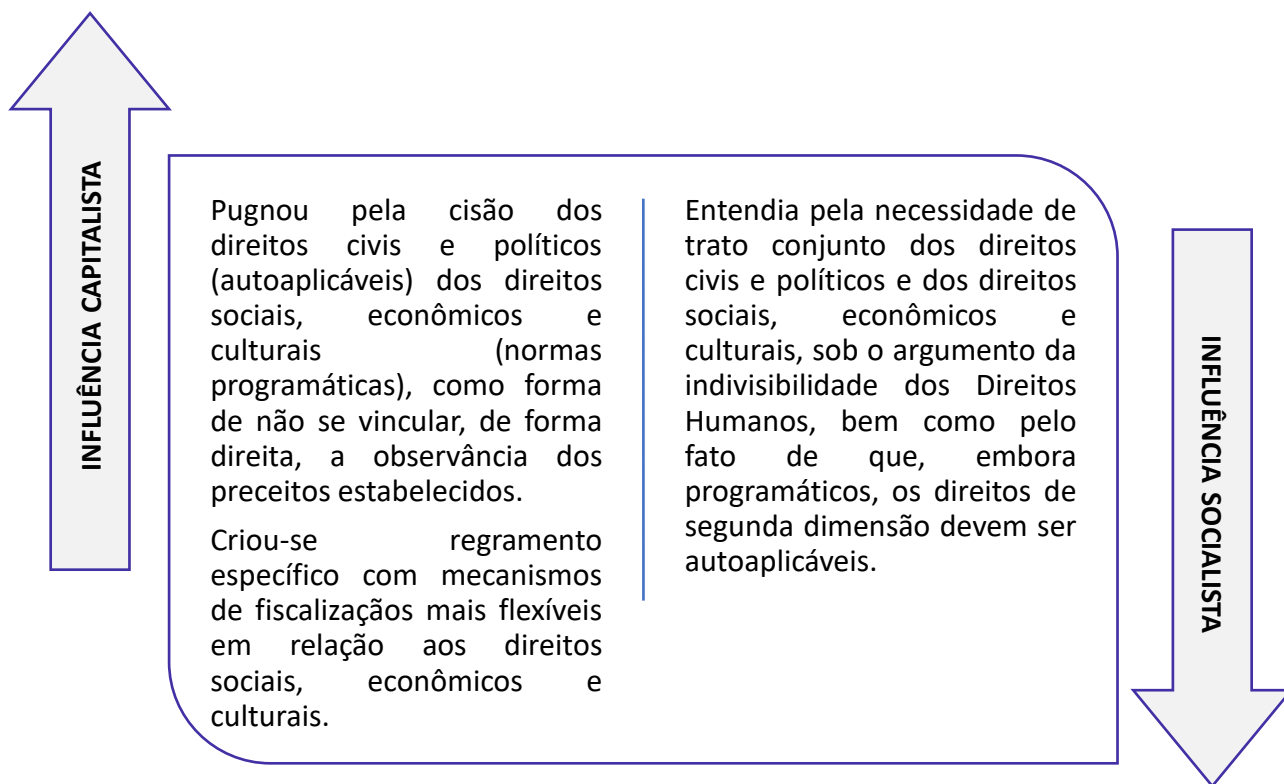 INFLUÊNCIA CAPITALISTA
Pugnou pela cisão dos
direitos civis e políticos
(autoaplicáveis) dos direitos
sociais, econômicos e
culturais (normas
programáticas), como forma
de não se vincular, de forma
direita, a observância dos
preceitos estabelecidos.
Criou-se regramento
específico com mecanismos
de fiscalizaçãos mais flexíveis
em relação aos direitos
sociais, econômicos e
culturais.
Entendia pela necessidade de
trato conjunto dos direitos
civis e políticos e dos direitos
sociais, econômicos e
culturais, sob o argumento da
indivisibilidade dos Direitos
Humanos, bem como pelo
fato de que, embora
programáticos, os direitos de
segunda dimensão devem ser
autoaplicáveis.
INFLUÊNCIA SOCIALISTA